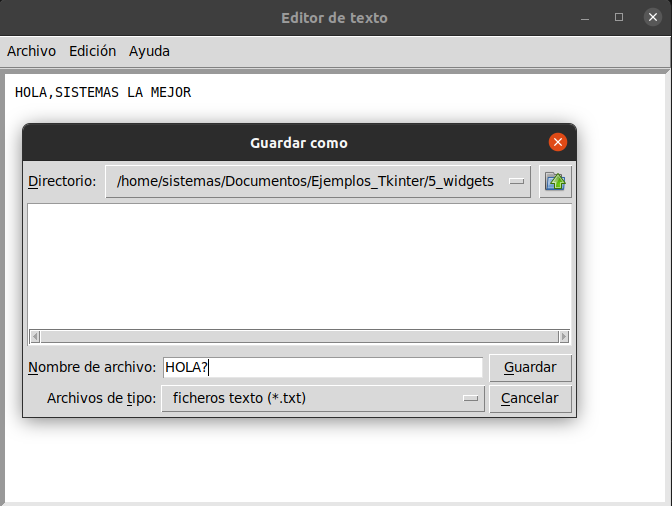 Editor de texto
Archivo Edición Ayuda
HOLA,SISTEMAS LA MEJOR
Guardar como
Directorio: /home/sistemas/Documentos/Ejemplos_Tkinter/5_widgets
Nombre de archivo: HOLA? Guardar
Archivos de tipo: ficheros texto (*.txt) Cancelar